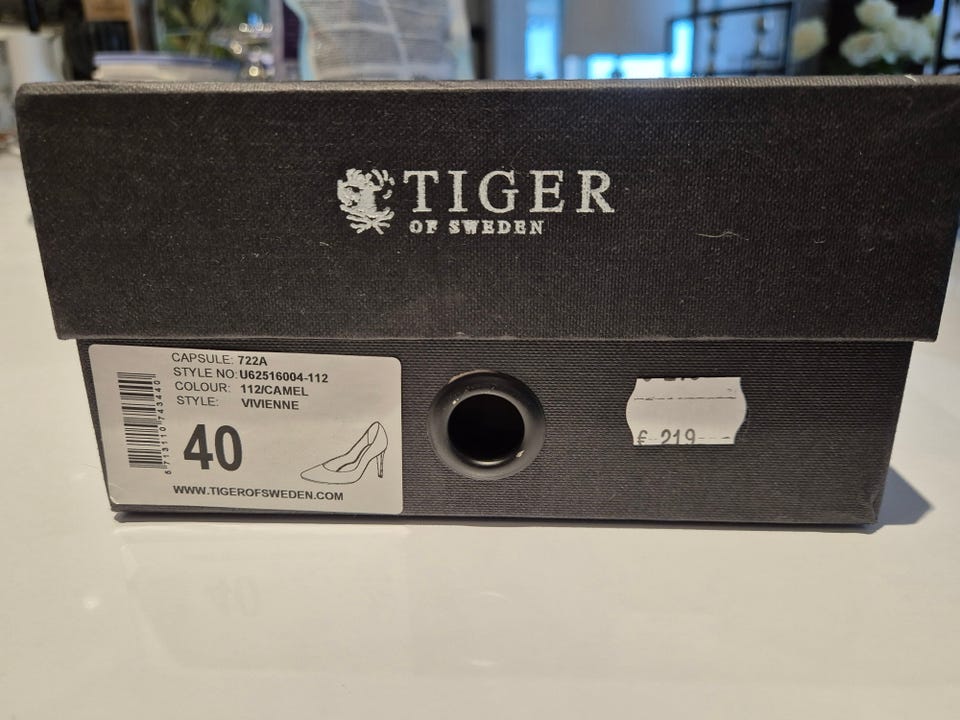 TIGER
OF SWEDEN
CAPSULE: 722A
STYLE NO: U62516004-112
COLOUR: 112/CAMEL
STYLE: VIVIENNE
40
WWW.TIGEROFSWEDEN.COM
€ 219